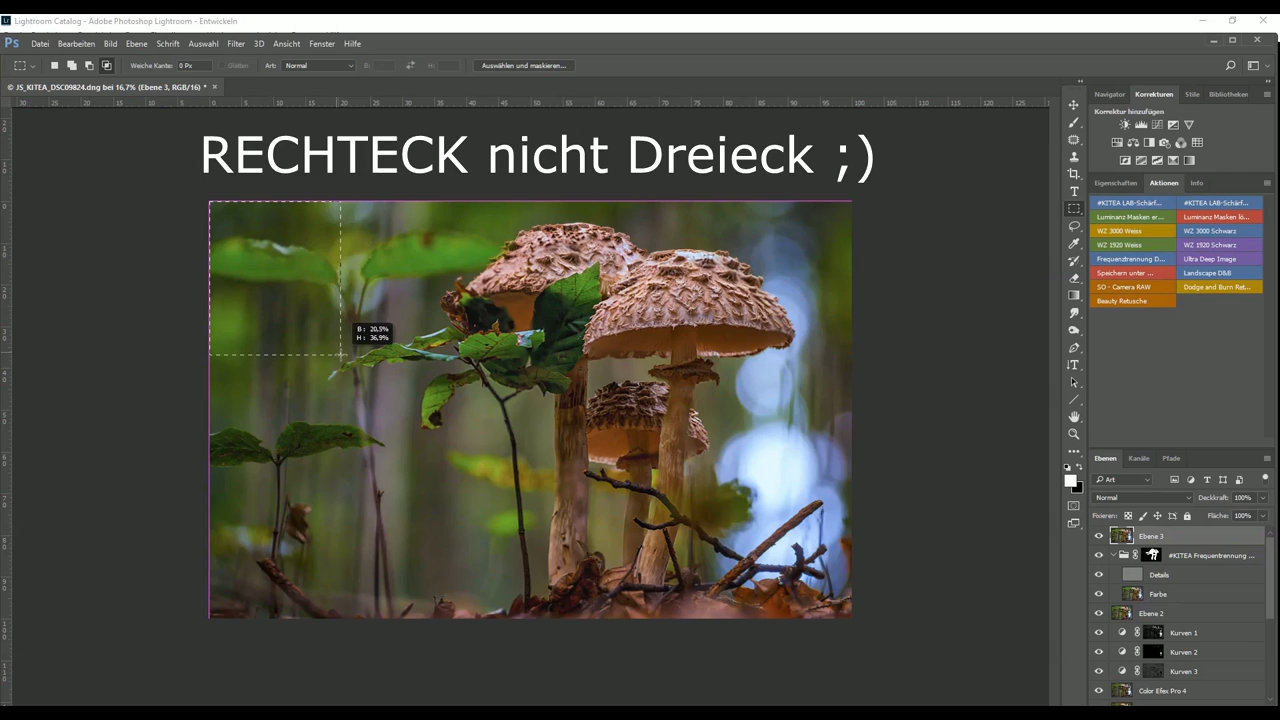 Lightroom Catalog - Adobe Photoshop Lightroom - Entwickeln
Ps Datei Bearbeiten Bild Ebene Schrift Auswahl Filter 3D Ansicht Fenster Hilfe
Weiche Kante: 0 Px Glätten Art: Normal B: H: Auswählen und maskieren...
© JS_KITEA_DSC09824.dng bei 16,7% (Ebene 3, RGB/16) *
RECHTECK nicht Dreieck ;)
B: 20,5%
H: 36,9%
Navigator Korrekturen Stile Bibliotheken
Korrektur hinzufügen
Eigenschaften Aktionen Info
#KITEA LAB-Schärf... #KITEA LAB-Schärf...
Luminanz Masken er... Luminanz Masken lö...
WZ 3000 Weiss WZ 3000 Schwarz
WZ 1920 Weiss WZ 1920 Schwarz
Frequenztrennung D... Ultra Deep Image
Speichern unter ... Landscape D&B
SO - Camera RAW Dodge and Burn Ret...
Beauty Retusche
Ebenen Kanäle Pfade
Art
Normal Deckkraft: 100%
Fixieren: Fläche: 100%
Ebene 3
#KITEA Frequentrennung ...
Details
Farbe
Ebene 2
Kurven 1
Kurven 2
Kurven 3
Color Efex Pro 4